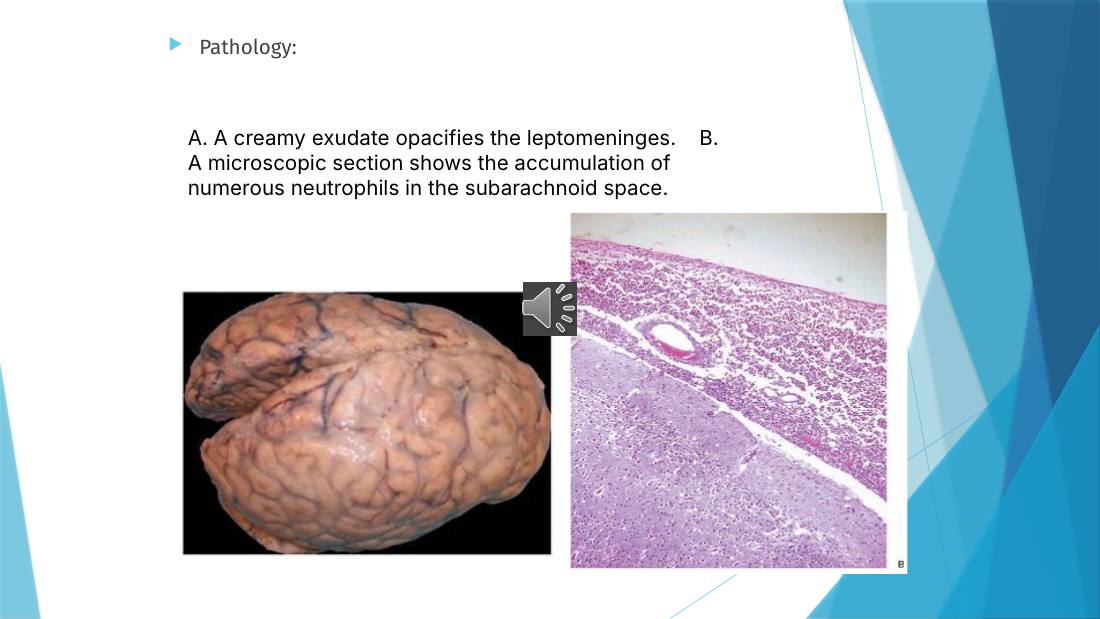 Pathology:
A. A creamy exudate opacifies the leptomeninges. B.
A microscopic section shows the accumulation of
numerous neutrophils in the subarachnoid space.
B